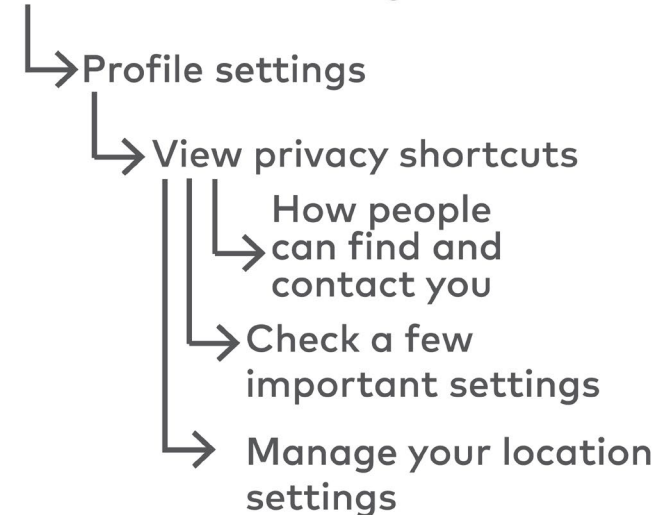 Profile settings
View privacy shortcuts
How people
can find and
contact you
Check a few
important settings
Manage your location
settings